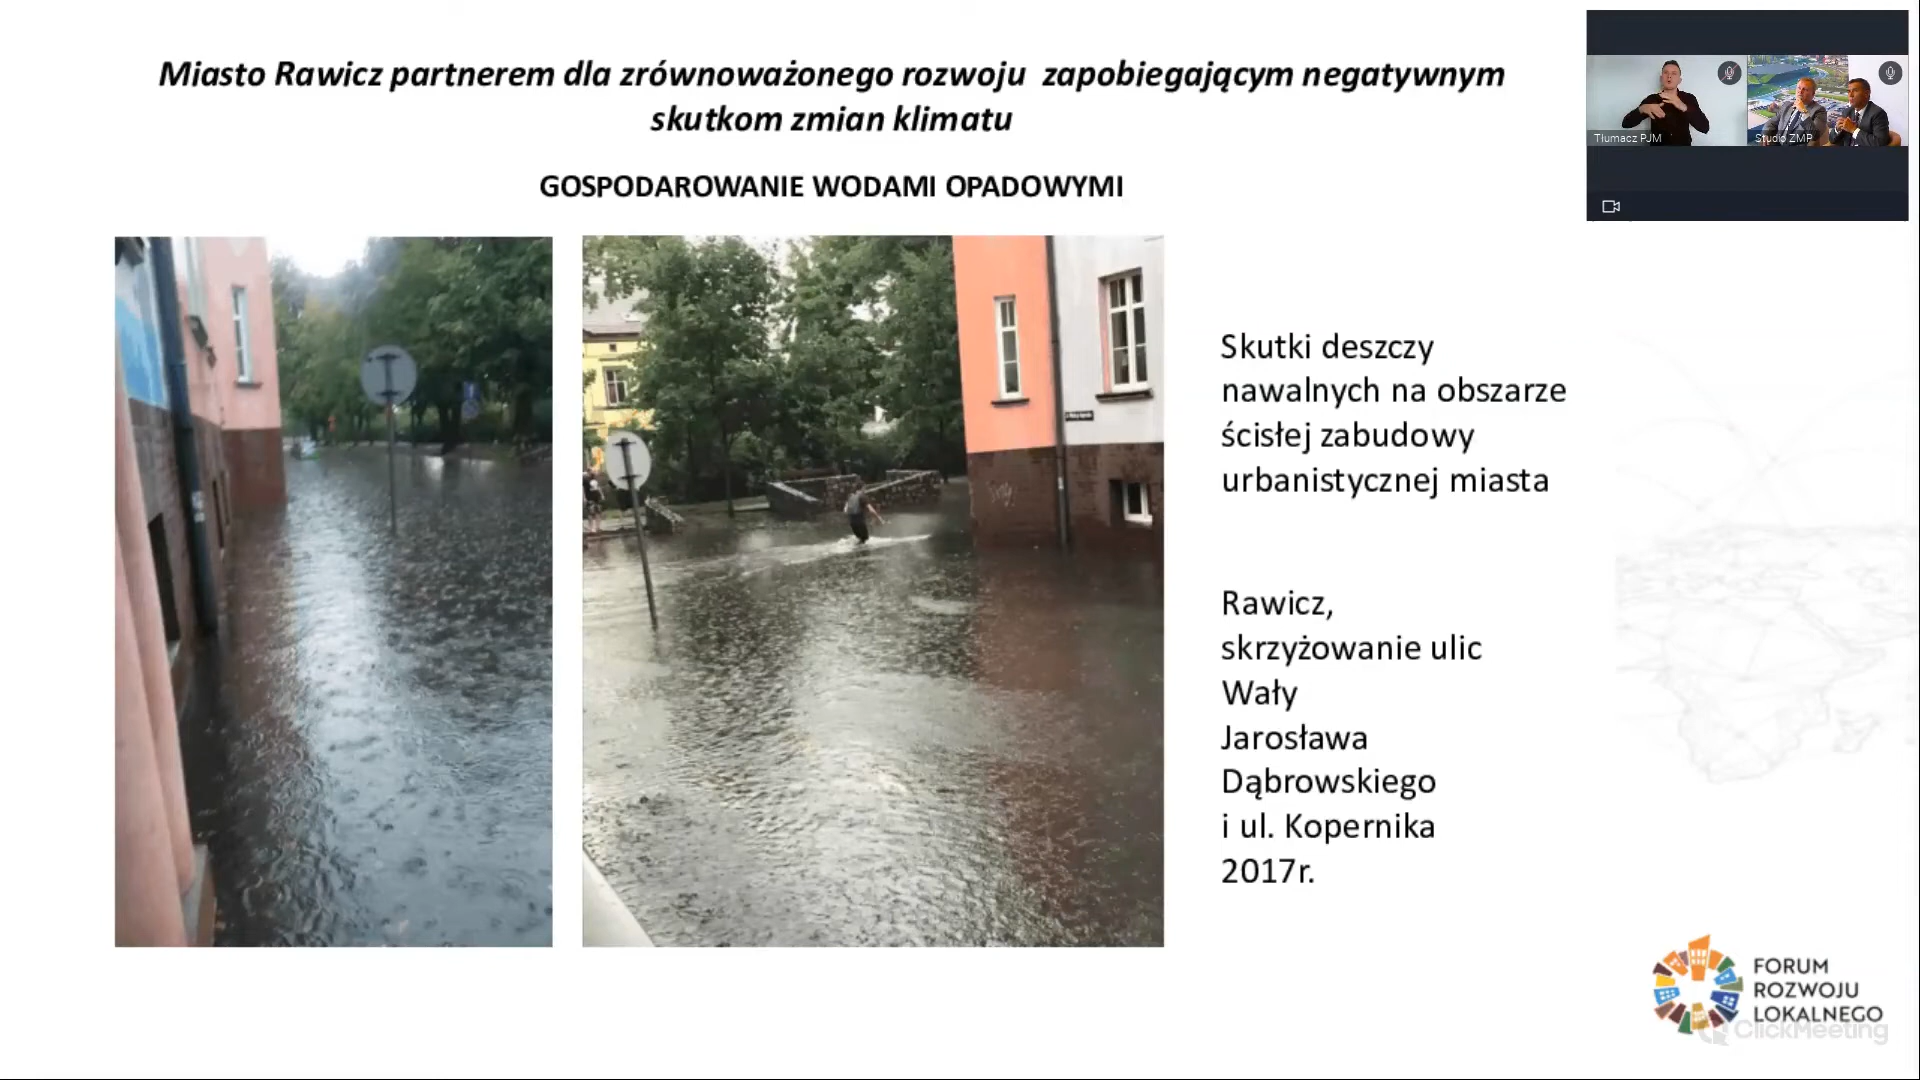 Miasto Rawicz partnerem dla zrównoważonego rozwoju zapobiegającym negatywnym
skutkom zmian klimatu
GOSPODAROWANIE WODAMI OPADOWYMI
Tłumacz PJM
Studio ZMP
Skutki deszczy
nawalnych na obszarze
ścisłej zabudowy
urbanistycznej miasta
Rawicz,
skrzyżowanie ulic
Wały
Jarosława
Dąbrowskiego
i ul. Kopernika
2017r.
FORUM
ROZWOJU
LOKALNEGO
ClickMeeting